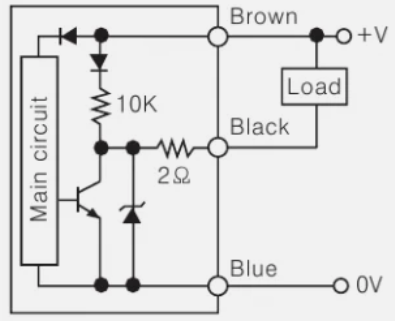 Brown
+V
Load
10K
Main circuit
Black
2Ω
Blue
0V